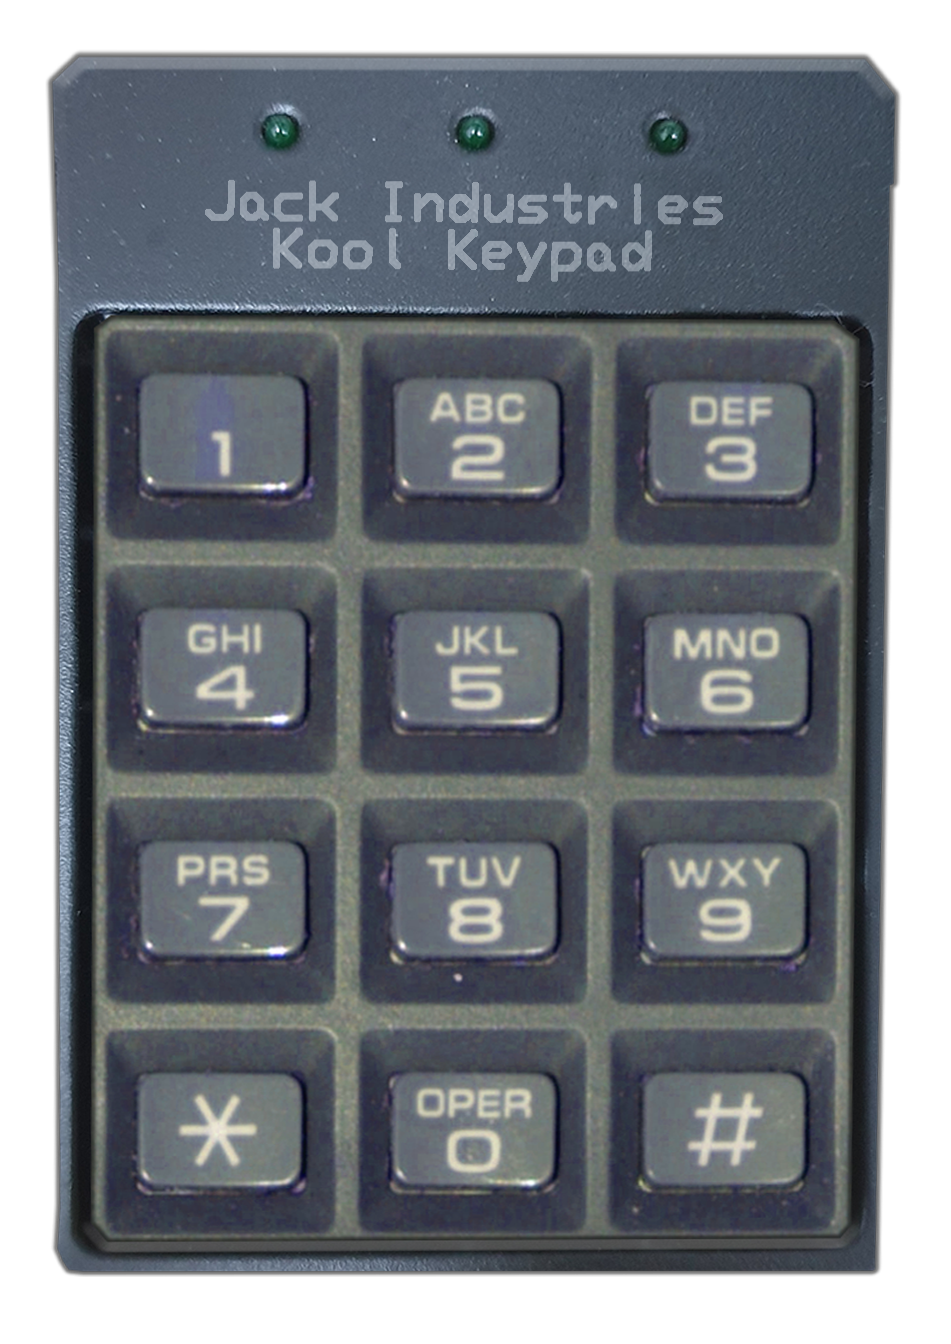 Jack Industries
Kool Keypad
1
ABC
2
DEF
3
GHI
4
JKL
5
MNO
6
PRS
7
TUV
8
WXY
9
*
OPER
0
#